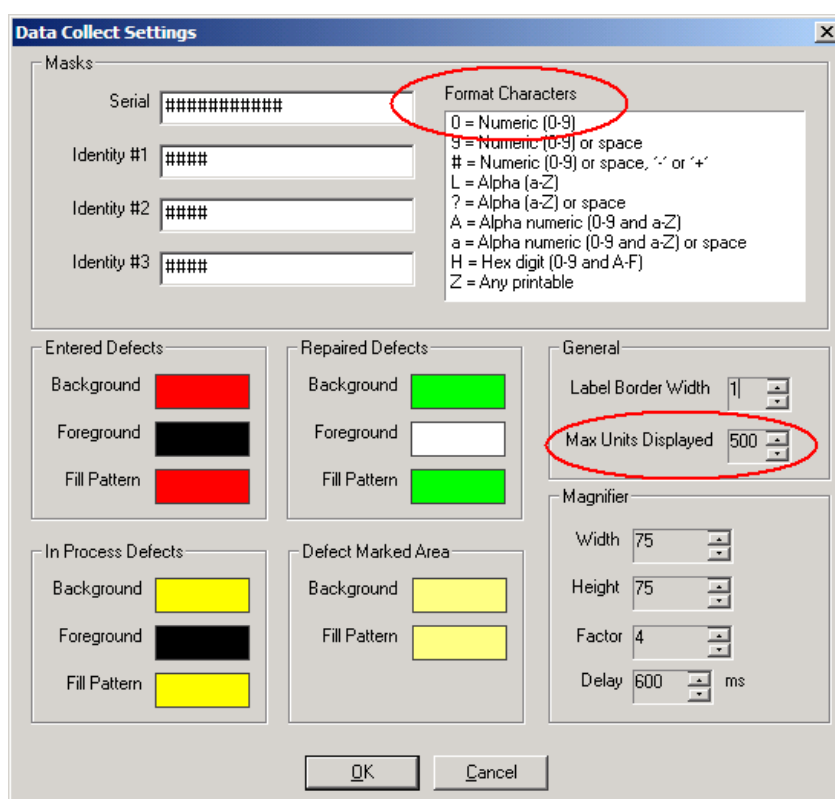 Data Collect Settings
Masks
Serial ###########
Identity #1 ####
Identity #2 ####
Identity #3 ####
Format Characters
0 = Numeric (0-9)
9 = Numeric (0-9) or space
# = Numeric (0-9) or space, '-' or '+'
L = Alpha (a-Z)
? = Alpha (a-Z) or space
A = Alpha numeric (0-9 and a-Z)
a = Alpha numeric (0-9 and a-Z) or space
H = Hex digit (0-9 and A-F)
Z = Any printable
Entered Defects
Background
Foreground
Fill Pattern
Repaired Defects
Background
Foreground
Fill Pattern
General
Label Border Width 1
Max Units Displayed 500
In Process Defects
Background
Foreground
Fill Pattern
Defect Marked Area
Background
Fill Pattern
Magnifier
Width 75
Height 75
Factor 4
Delay 600 ms
OK Cancel